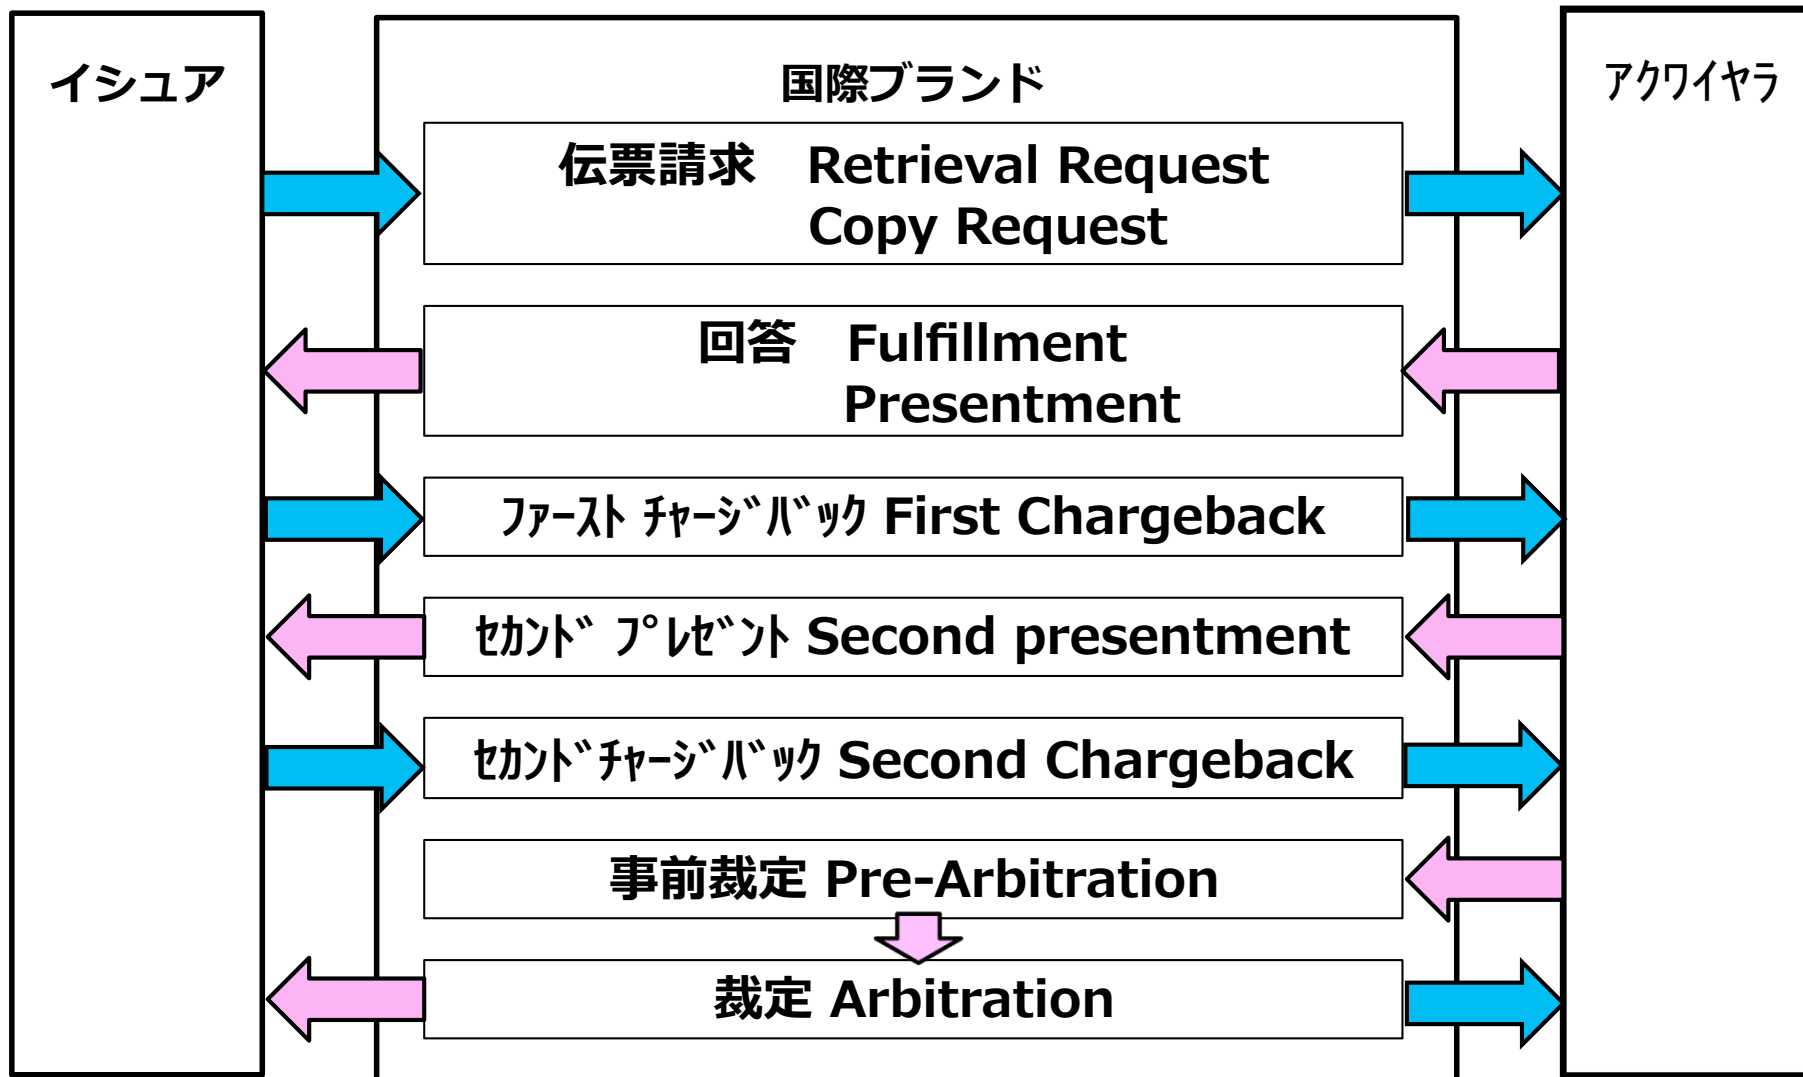 イシュア
国際ブランド
アクワイヤラ
伝票請求　Retrieval Request
Copy Request
回答　Fulfillment
Presentment
ファースト チャージバック First Chargeback
セカンド プレゼント Second presentment
セカンドチャージバック Second Chargeback
事前裁定 Pre-Arbitration
裁定 Arbitration